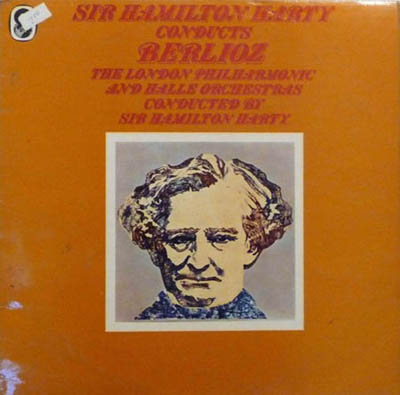 SIR HAMILTON HARTY
CONDUCTS
BERLIOZ
THE LONDON PHILHARMONIC
AND HALLE ORCHESTRAS
CONDUCTED BY
SIR HAMILTON HARTY